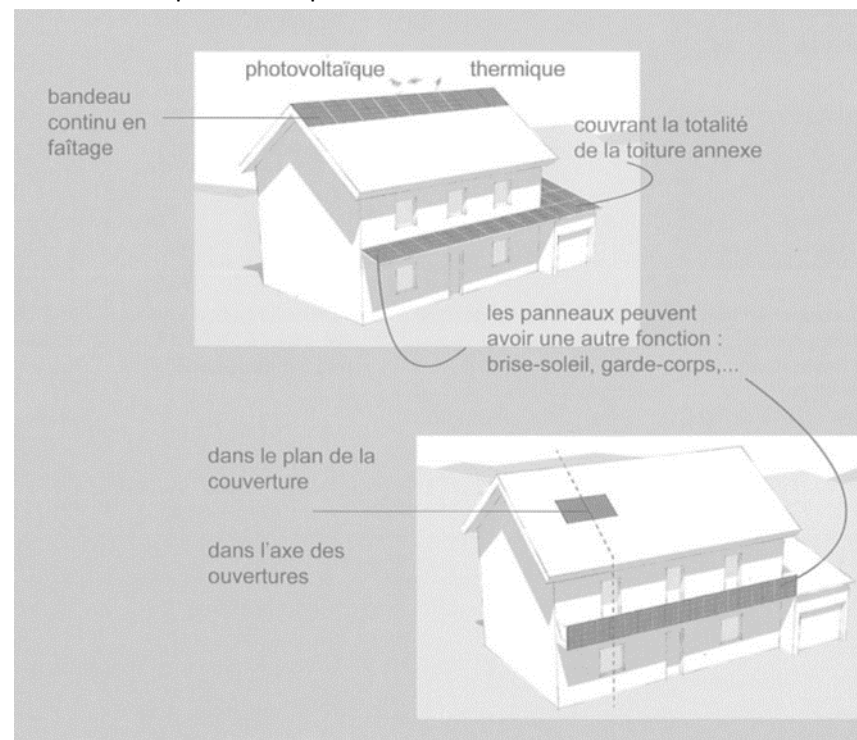 photovoltaïque thermique
bandeau
continu en
faîtage
couvrant la totalité
de la toiture annexe
les panneaux peuvent
avoir une autre fonction :
brise-soleil, garde-corps,...
dans le plan de la
couverture
dans l'axe des
ouvertures